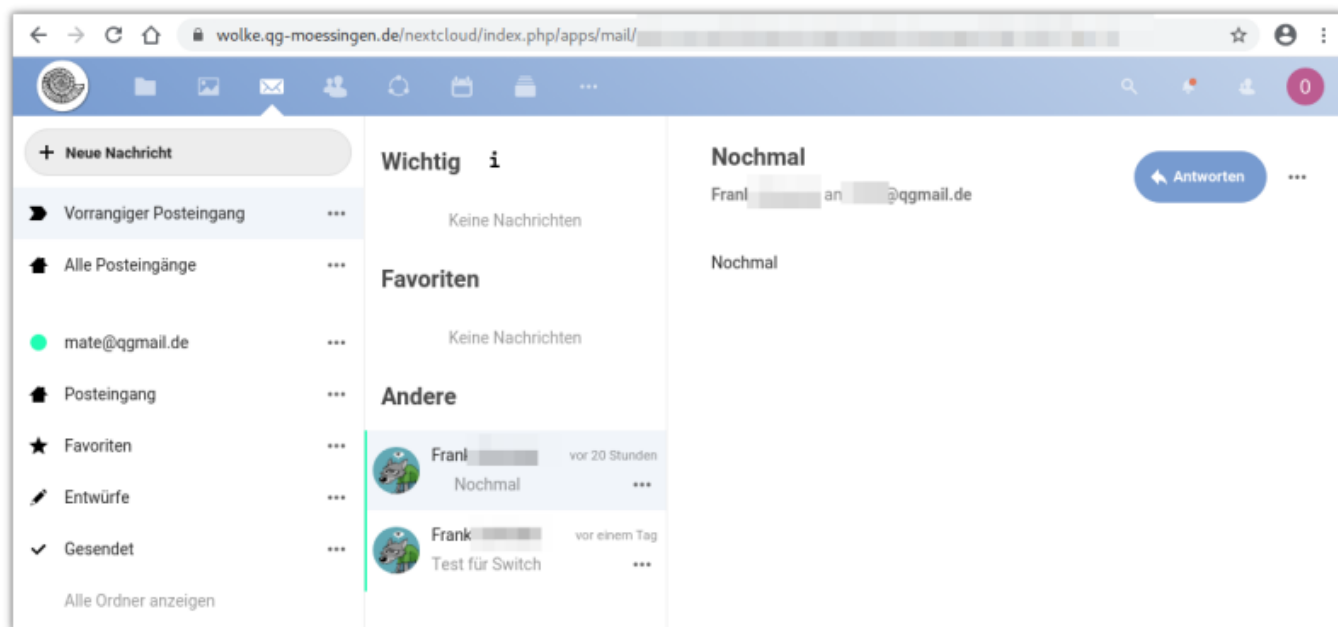 wolke.qg-moessingen.de/nextcloud/index.php/apps/mail/
O
+ Neue Nachricht
Vorrangiger Posteingang
Alle Posteingänge
mate@qgmail.de
Posteingang
Favoriten
Entwürfe
Gesendet
Alle Ordner anzeigen
Wichtig i
Keine Nachrichten
Favoriten
Keine Nachrichten
Andere
Frank vor 20 Stunden
Nochmal
Frank vor einem Tag
Test für Switch
Nochmal
an @qgmail.de
Antworten
Nochmal